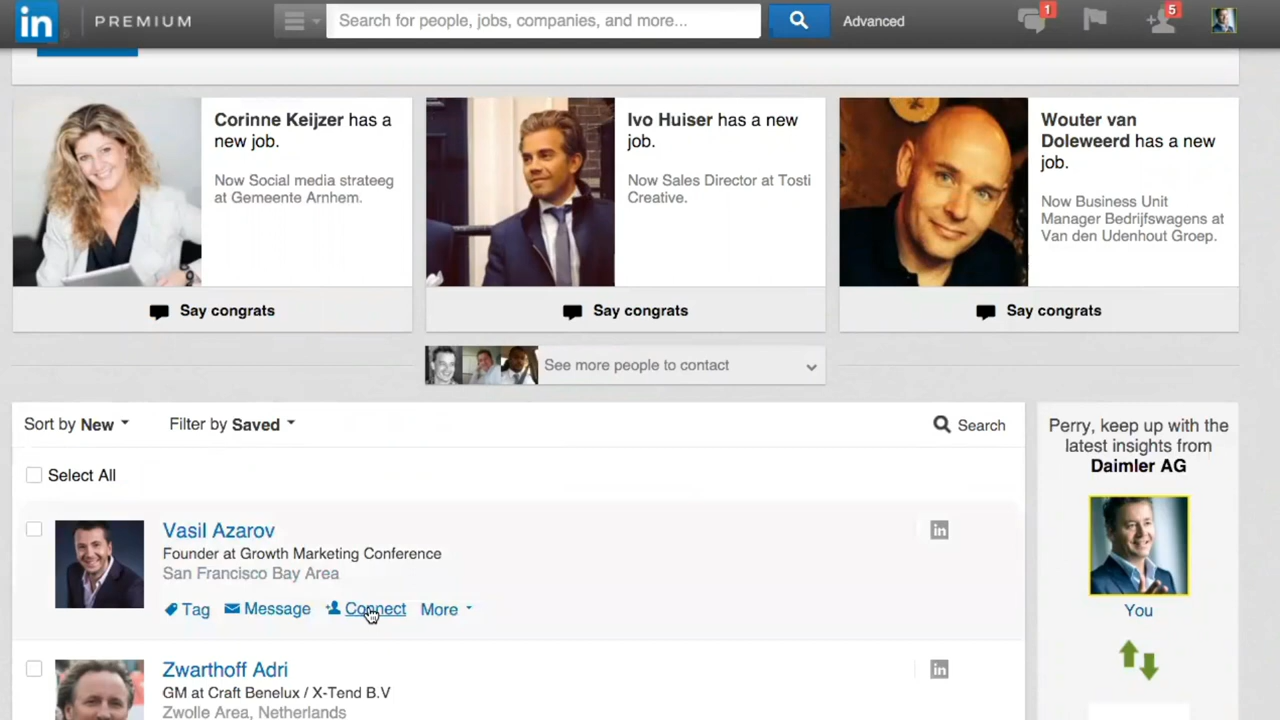 in PREMIUM
Search for people, jobs, companies, and more...
Advanced
1
5
Corinne Keijzer has a
new job.
Now Social media strateeg
at Gemeente Arnhem.
Say congrats
Ivo Huiser has a new
job.
Now Sales Director at Tosti
Creative.
Say congrats
Wouter van
Doleweerd has a new
job.
Now Business Unit
Manager Bedrijfswagens at
Van den Udenhout Groep.
Say congrats
See more people to contact
Sort by New
Filter by Saved
Search
Select All
Vasil Azarov
Founder at Growth Marketing Conference
San Francisco Bay Area
Tag Message Connect More
in
Zwarthoff Adri
GM at Craft Benelux / X-Tend B.V
Zwolle Area, Netherlands
in
Perry, keep up with the
latest insights from
Daimler AG
You